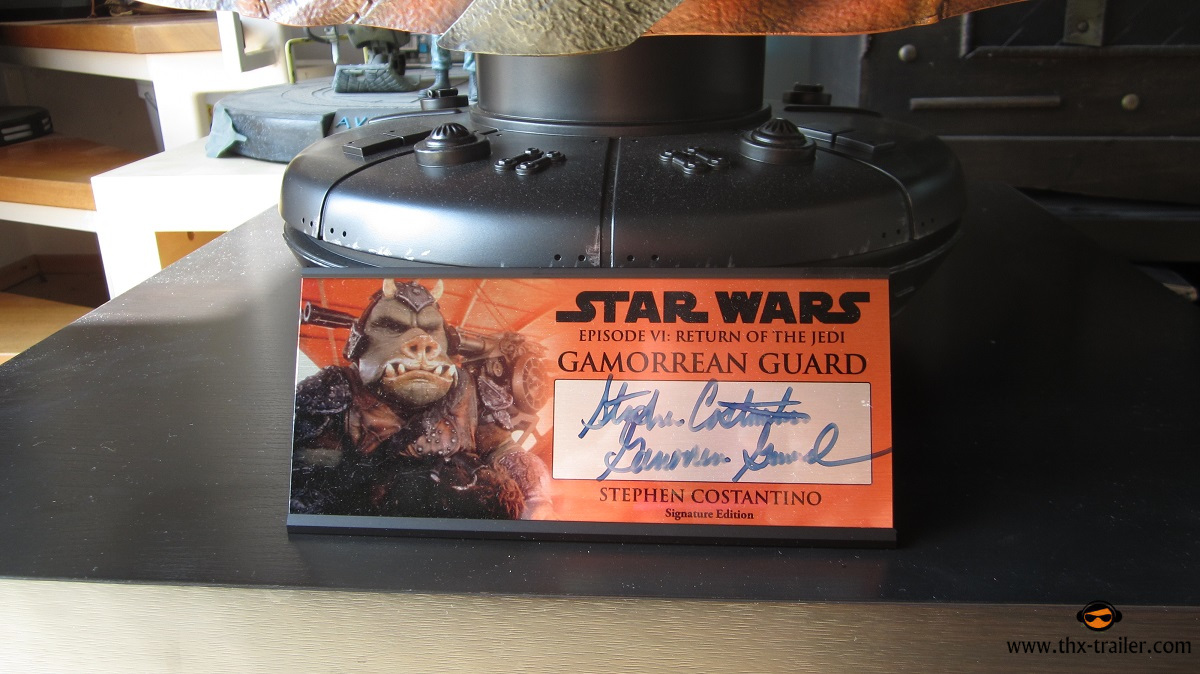 AV
STAR WARS
EPISODE VI: RETURN OF THE JEDI
GAMORREAN GUARD
Stephen Costantino
Gamorrean Guard
STEPHEN COSTANTINO
Signature Edition
www.thx-trailer.com